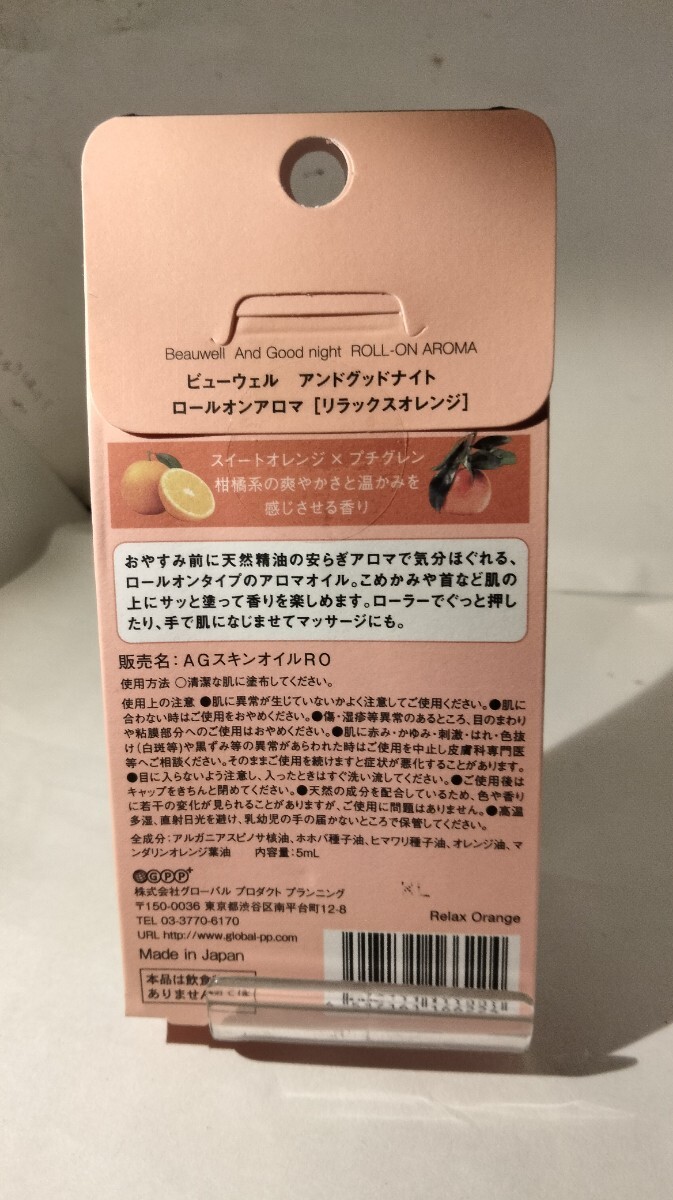 Beauwell And Good night ROLL-ON AROMA
ビューウェル アンドグッドナイト
ロールオンアロマ [リラックスオレンジ]
スイートオレンジ × プチグレン
柑橘系の爽やかさと温かみを
感じさせる香り
おやすみ前に天然精油の安らぎアロマで気分ほぐれる、
ロールオンタイプのアロマオイル。こめかみや首など肌の
上にサッと塗って香りを楽しめます。ローラーでぐっと押し
たり、手で肌になじませてマッサージにも。
販売名：AGスキンオイルRO
使用方法 ○清潔な肌に塗布してください。
使用上の注意 ●肌に異常が生じていないかよく注意してご使用ください。●肌に
合わない時はご使用をおやめください。●傷・湿疹等異常のあるところ、目のまわり
や粘膜部分へのご使用はおやめください。●肌に赤み・かゆみ・刺激・はれ・色抜
け(白斑等)や黒ずみ等の異常があらわれた時はご使用を中止し皮膚科専門医
等へご相談ください。そのままご使用を続けますと症状が悪化することがあります。
●目に入らないよう注意し、入ったときはすぐ洗い流してください。●ご使用後は
キャップをきちんと閉めてください。●天然の成分を配合しているため、色や香り
に若干の変化が見られることがありますが、ご使用に問題はありません。●高温
多湿、直射日光を避け、乳幼児の手の届かないところで保管してください。
全成分：アルガニアスピノサ核油、ホホバ種子油、ヒマワリ種子油、オレンジ油、マ
ンダリンオレンジ葉油 内容量：5mL
GPP+
株式会社グローバル プロダクト プランニング
〒150-0036 東京都渋谷区南平台町12-8
TEL 03-3770-6170
URL http://www.global-pp.com
Relax Orange
Made in Japan
本品は飲食
ありません